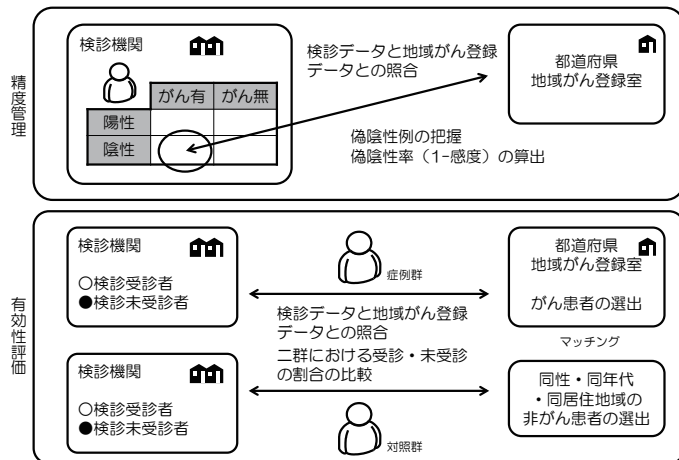 精度管理
検診機関
がん有
がん無
陽性
陰性
検診データと地域がん登録
データとの照合
都道府県
地域がん登録室
偽陰性例の把握
偽陰性率（1-感度）の算出
有効性評価
検診機関
○検診受診者
●検診未受診者
症例群
検診データと地域がん登録
データとの照合
二群における受診・未受診
の割合の比較
都道府県
地域がん登録室
がん患者の選出
マッチング
検診機関
○検診受診者
●検診未受診者
対照群
同性・同年代
・同居住地域の
非がん患者の選出